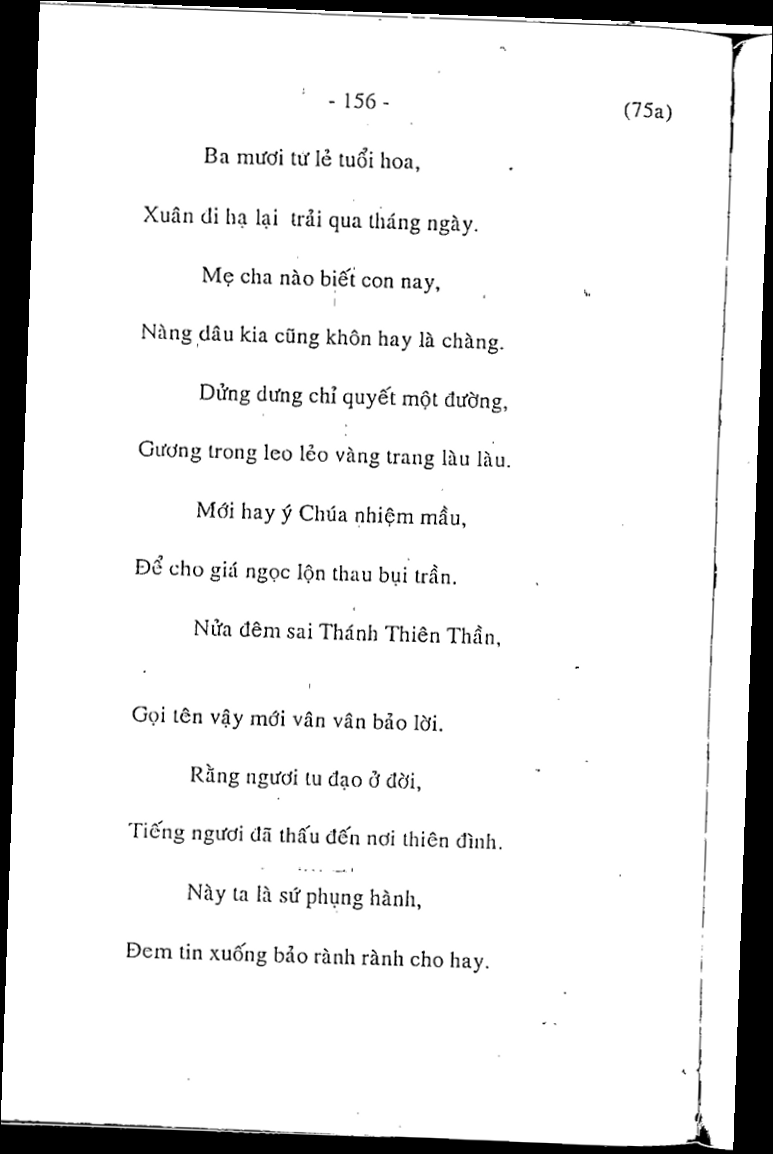 - 156 -
(75a)
Ba mươi tư lẻ tuổi hoa,
Xuân đi hạ lại trải qua tháng ngày.
Mẹ cha nào biết con nay,
Nàng dâu kia cũng khôn hay là chàng.
Dửng dưng chỉ quyết một đường,
Gương trong leo lẻo vàng trang làu làu.
Mới hay ý Chúa nhiệm mầu,
Để cho giá ngọc lộn thau bụi trần.
Nửa đêm sai Thánh Thiên Thần,
Gọi tên vậy mới vân vân bảo lời.
Rằng ngươi tu đạo ở đời,
Tiếng ngươi đã thấu đến nơi thiên đình.
Này ta là sứ phụng hành,
Đem tin xuống bảo rành rành cho hay.